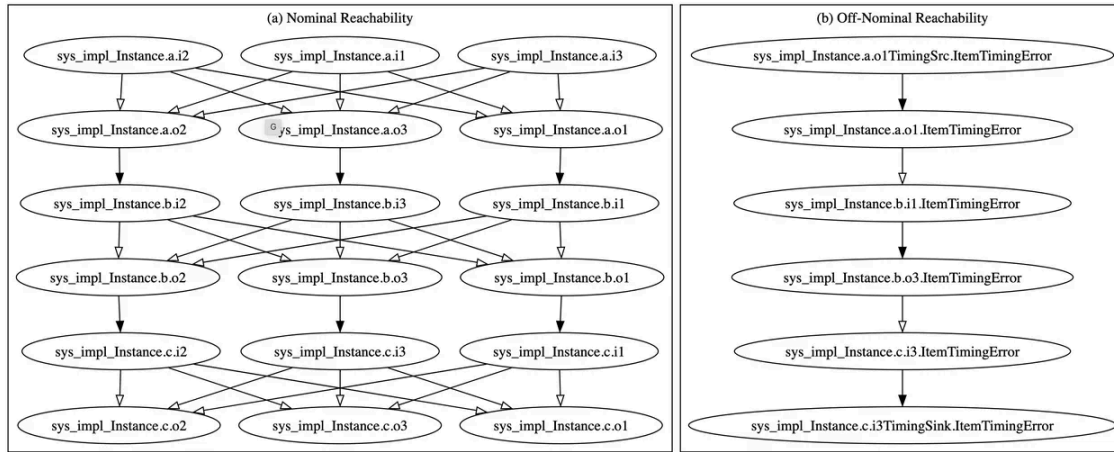 (a) Nominal Reachability
sys_impl_Instance.a.i2
sys_impl_Instance.a.i1
sys_impl_Instance.a.i3
sys_impl_Instance.a.o2
G
sys_impl_Instance.a.o3
sys_impl_Instance.a.o1
sys_impl_Instance.b.i2
sys_impl_Instance.b.i3
sys_impl_Instance.b.i1
sys_impl_Instance.b.o2
sys_impl_Instance.b.o3
sys_impl_Instance.b.o1
sys_impl_Instance.c.i2
sys_impl_Instance.c.i3
sys_impl_Instance.c.i1
sys_impl_Instance.c.o2
sys_impl_Instance.c.o3
sys_impl_Instance.c.o1
(b) Off-Nominal Reachability
sys_impl_Instance.a.o1TimingSrc.ItemTimingError
sys_impl_Instance.a.o1.ItemTimingError
sys_impl_Instance.b.i1.ItemTimingError
sys_impl_Instance.b.o3.ItemTimingError
sys_impl_Instance.c.i3.ItemTimingError
sys_impl_Instance.c.i3TimingSink.ItemTimingError